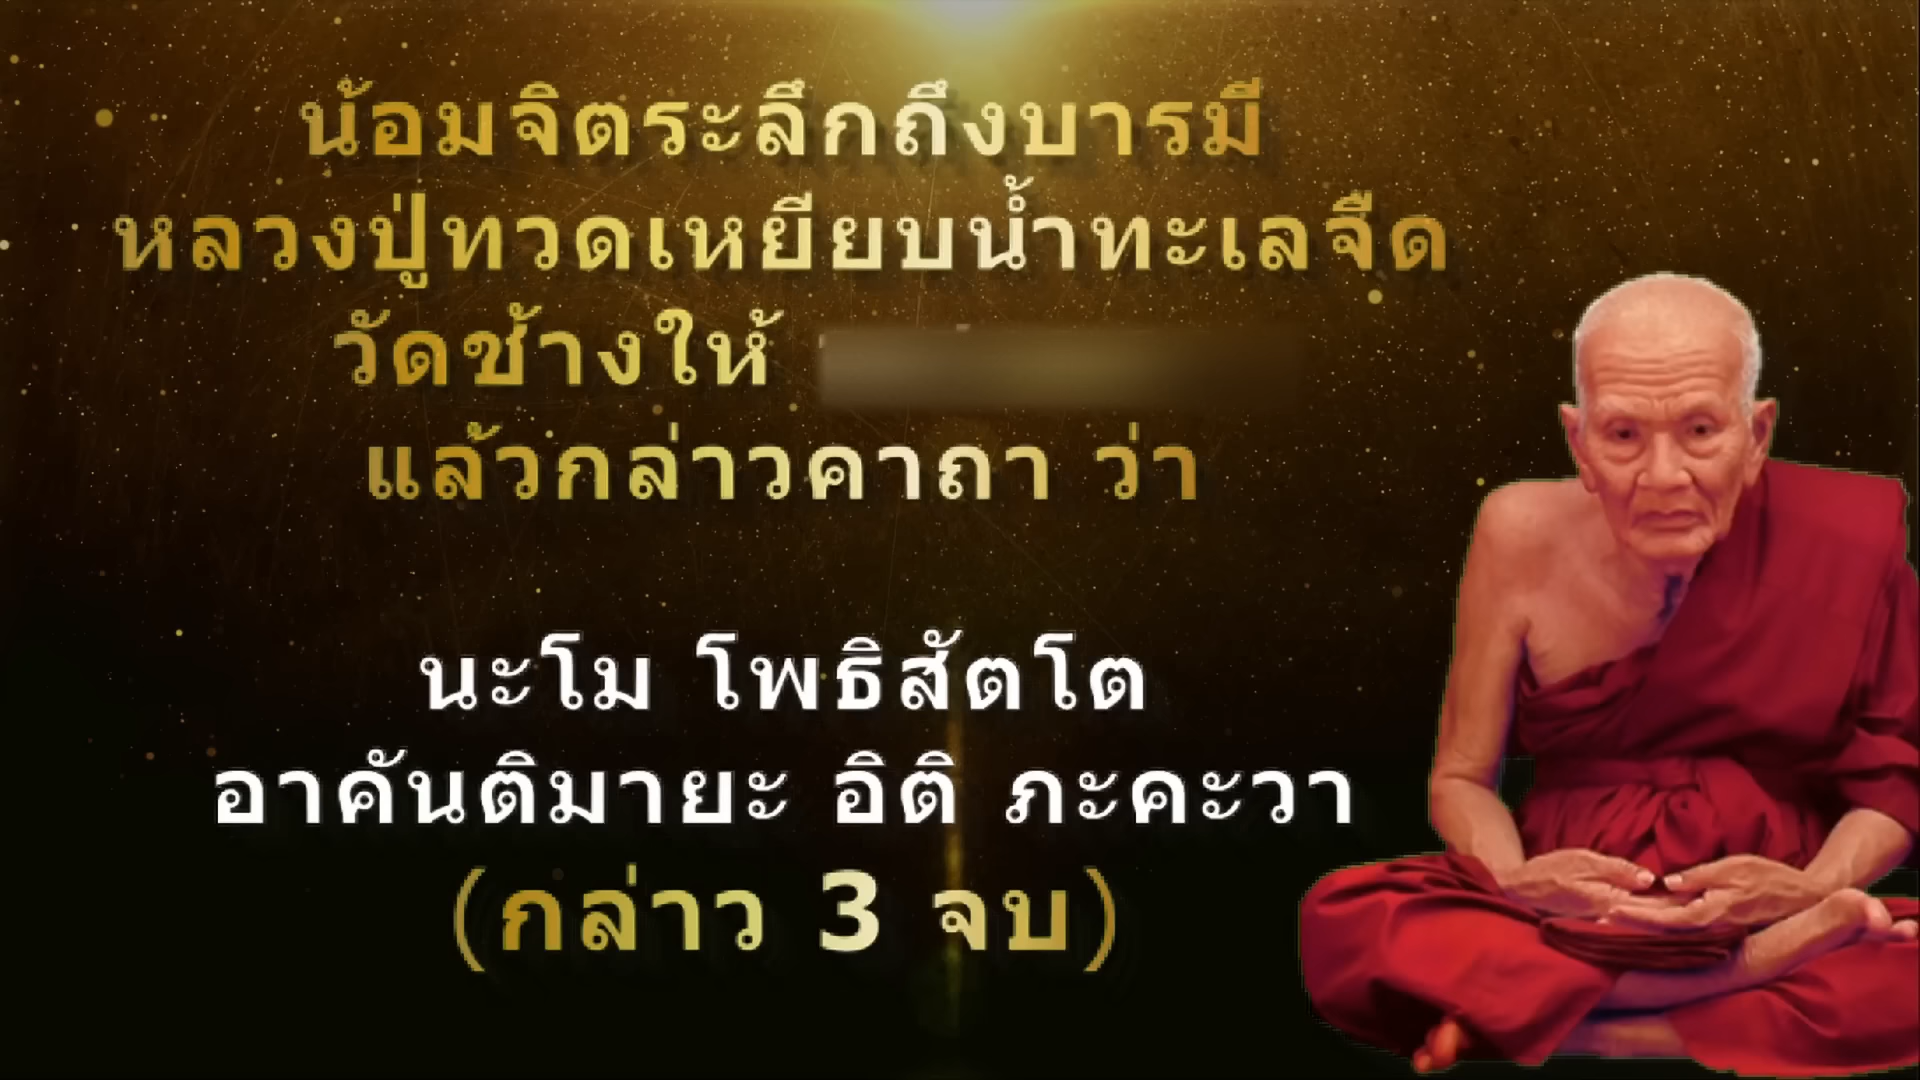 น้อมจิตระลึกถึงบารมี
หลวงปู่ทวดเหยียบน้ำทะเลจืด
วัดช้างให้
แล้วกล่าวคาถา ว่า
นะโม โพธิสัตโต
อาคันติมายะ อิติ ภะคะวา
(กล่าว 3 จบ)